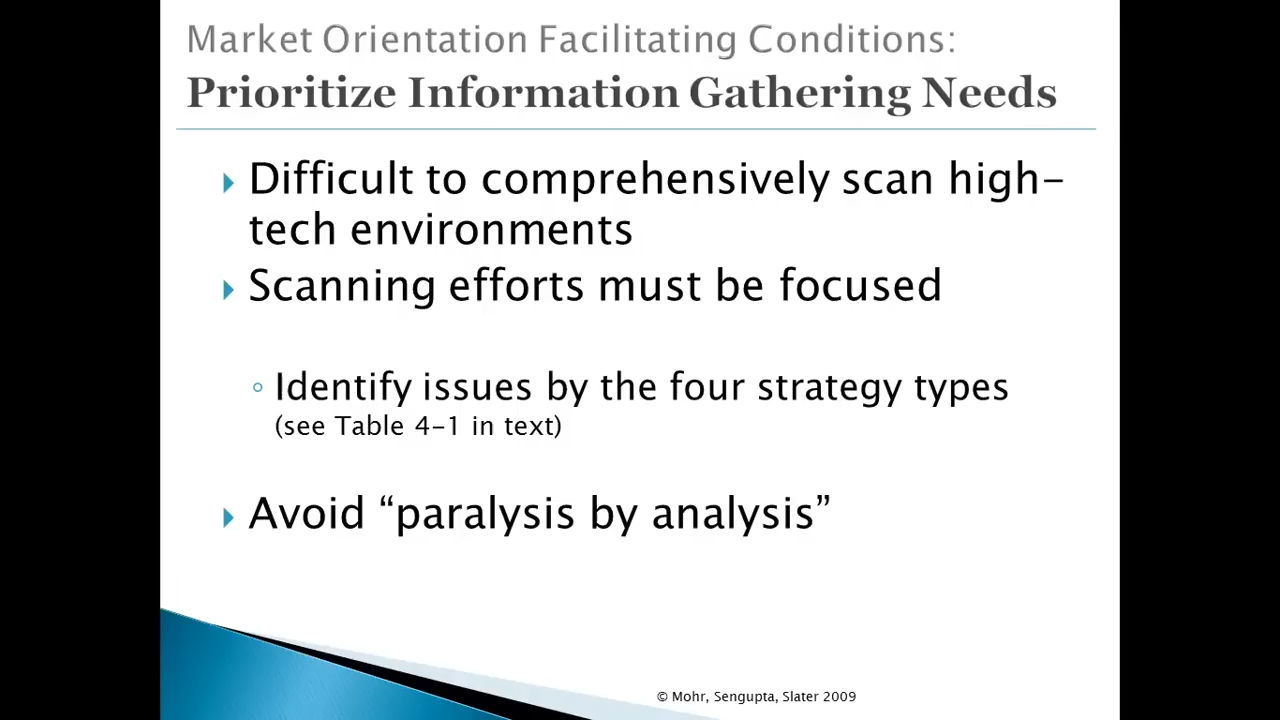 Market Orientation Facilitating Conditions:
Prioritize Information Gathering Needs
Difficult to comprehensively scan high-
tech environments
Scanning efforts must be focused
Identify issues by the four strategy types
(see Table 4-1 in text)
Avoid “paralysis by analysis”
© Mohr, Sengupta, Slater 2009